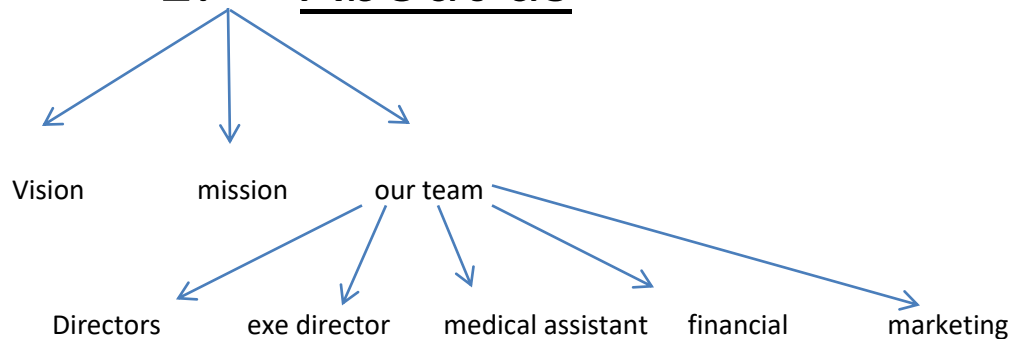 Vision mission our team
Directors exe director medical assistant financial marketing